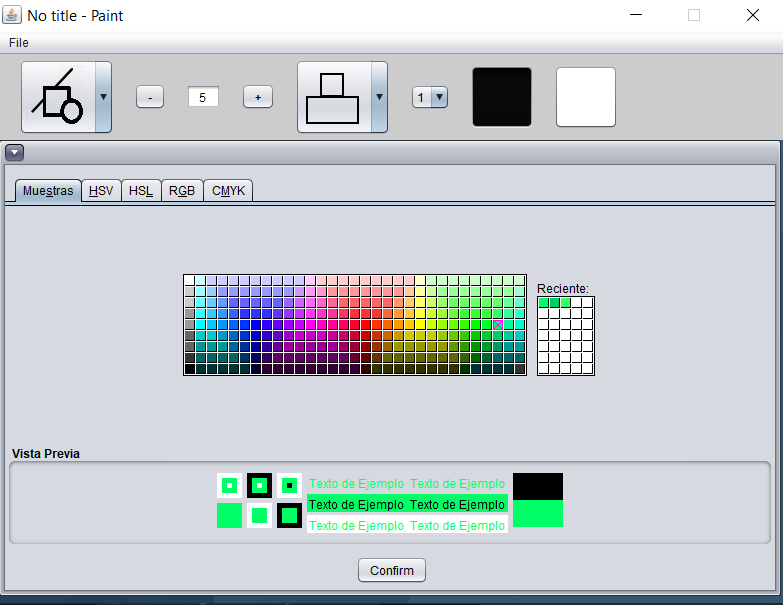 No title - Paint
File
- 5 + 1
Muestras HSV HSL RGB CMYK
Reciente:
Vista Previa
Texto de Ejemplo Texto de Ejemplo
Texto de Ejemplo Texto de Ejemplo
Texto de Ejemplo Texto de Ejemplo
Confirm